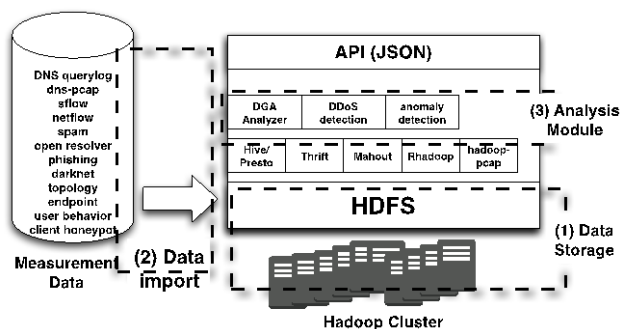 DNS querylog
dns-pcap
sflow
netflow
spam
open resolver
phishing
darknet
topology
endpoint
user behavior
client honeypot
Measurement
Data
(2) Data
import
API (JSON)
DGA
Analyzer
DDoS
detection
anomaly
detection
(3) Analysis
Module
Hive/
Presto
Thrift
Mahout
Rhadoop
hadoop-
pcap
HDFS
(1) Data
Storage
Hadoop Cluster